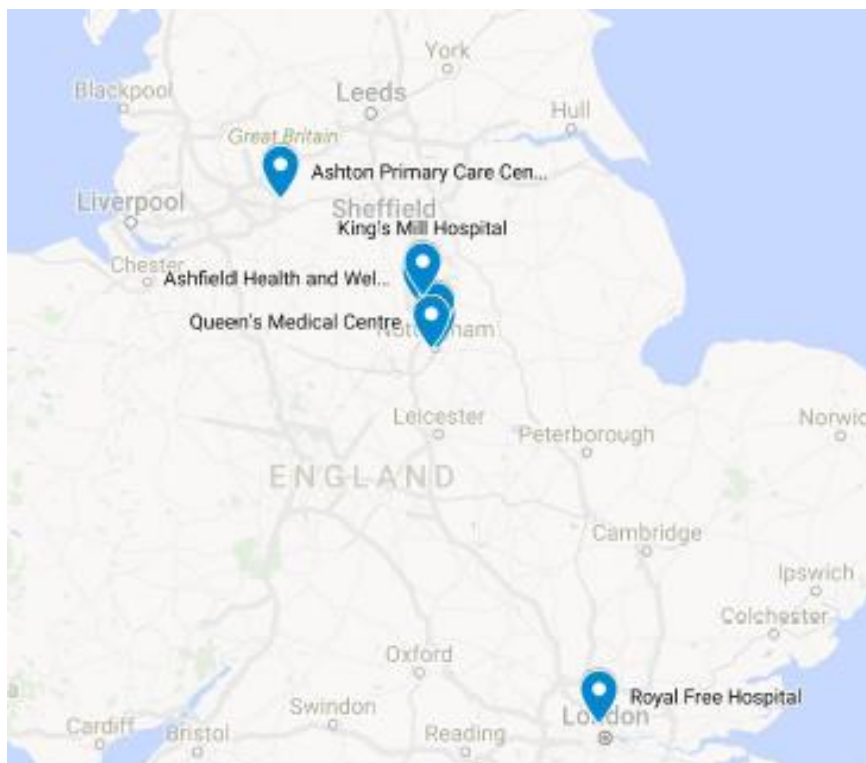 York
Blackpool
Leeds
Hull
Great Britain
Ashton Primary Care Cen...
Liverpool
Sheffield
King's Mill Hospital
Chester
Ashfield Health and Wel...
Queen's Medical Centre
Leicester
Norwic
Peterborough
ENGLAND
Cambridge
Ipswich
Colchester
Oxford
Royal Free Hospital
Swindon
London
Cardiff
Bristol
Reading